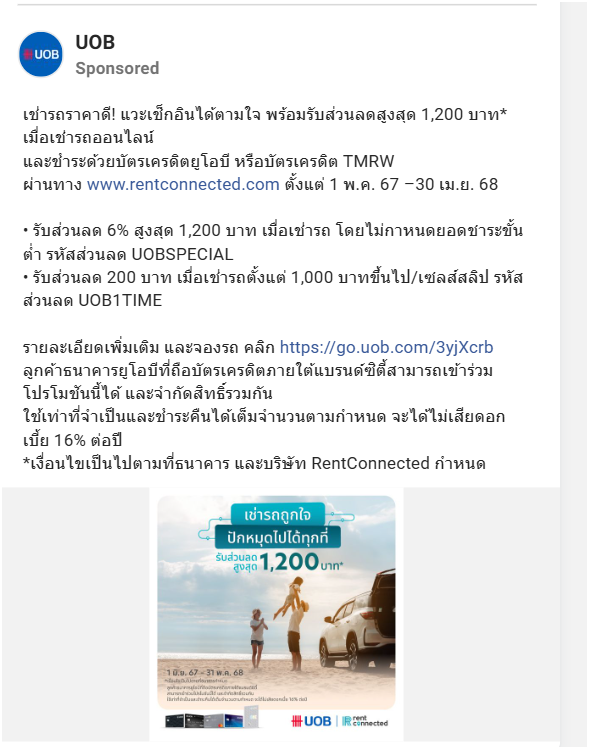 UOB
UOB
Sponsored
เช่ารถราคาดี! แวะเช็กอินได้ตามใจ พร้อมรับส่วนลดสูงสุด 1,200 บาท*
เมื่อเช่ารถออนไลน์
และชำระด้วยบัตรเครดิตยูโอบี หรือบัตรเครดิต TMRW
ผ่านทาง www.rentconnected.com ตั้งแต่ 1 พ.ค. 67 –30 เม.ย. 68
• รับส่วนลด 6% สูงสุด 1,200 บาท เมื่อเช่ารถ โดยไม่กาหนดยอดชาระขั้น
ต่ำ รหัสส่วนลด UOBSPECIAL
• รับส่วนลด 200 บาท เมื่อเช่ารถตั้งแต่ 1,000 บาทขึ้นไป/เซลส์สลิป รหัส
ส่วนลด UOB1TIME
รายละเอียดเพิ่มเติม และจองรถ คลิก https://go.uob.com/3yjXcrb
ลูกค้าธนาคารยูโอบีที่ถือบัตรเครดิตภายใต้แบรนด์ซิตี้สามารถเข้าร่วม
โปรโมชันนี้ได้ และจำกัดสิทธิ์รวมกัน
ใช้เท่าที่จำเป็นและชำระคืนได้เต็มจำนวนตามกำหนด จะได้ไม่เสียดอก
เบี้ย 16% ต่อปี
*เงื่อนไขเป็นไปตามที่ธนาคาร และบริษัท RentConnected กำหนด
เช่ารถถูกใจ
ปักหมุดไปได้ทุกที่
รับส่วนลด
สูงสุด 1,200 บาท*
1 มิ.ย. 67 – 31 พ.ค. 68
UOB rent connected